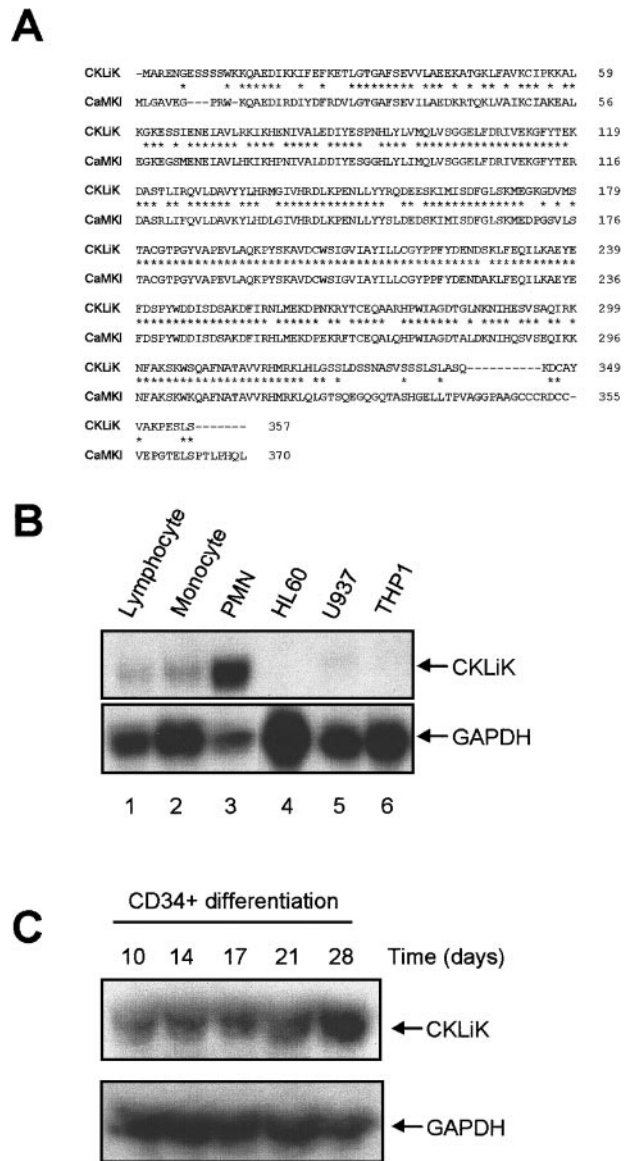 A
CKLiK -MARENGESSSSWKKQAEDIKKIFEFKETLGTGAFSEVVLAEEKATGKLFAVKCIPKKAL 59
CaMKI MLGAVEG---PRW-KQAEDIRDIYDFRDVLGTGAFSEVILAEDKRTQKLVAIKCIAKEAL 56
CKLiK KGKESSIENEIAVLRKIKHENIVALEDIYESPNHLYLVMQLVSGGELFDRIVEKGFYTEK 119
CaMKI EGKEGSMENEIAVLHKIKHPNIVALDDIYESGGHLYLIMQLVSGGELFDRIVEKGFYTER 116
CKLiK DASTLIRQVLDAVYYLHRMGIVHRDLKPENLLYYRQDEESKIMISDFGLSKMEGKGDVMS 179
CaMKI DASRLIFQVLDAVKYLHDLGIVHRDLKPENLLYYSLDEDSKIMISDFGLSKMEDPGSVLS 176
CKLiK TACGTPGYVAPEVLAQKPYSKAVDCWSIGVIAYILLCGYPPFYDENDSKLFEQILKAEYE 239
CaMKI TACGTPGYVAPEVLAQKPYSKAVDCWSIGVIAYILLCGYPPFYDENDAKLFEQILKAEYE 236
CKLiK FDSPYWDDISDSAKDFIRNLMEKDPNKRYTCEQAARHPWIAGDTGLNKNIHESVSAQIRK 299
CaMKI FDSPYWDDISDSAKDFIRHLMEKDPEKRFTCEQALQHPWIAGDTALDKNIHQSVSEQIKK 296
CKLiK NFAKSKWSQAFNATAVVRHMRKLHLGSSLDSSNASVSSSLSLASQ----------KDCAY 349
CaMKI NFAKSKWKQAFNATAVVRHMRKLQLGTSQEGQGQTASHGELLTPVAGGPAAGCCCRDCC- 355
CKLiK VAKPESLS------- 357
CaMKI VEPGTELSPTLPHQL 370
B
Lymphocyte Monocyte PMN HL60 U937 THP1
CKLiK
GAPDH
1 2 3 4 5 6
C
CD34+ differentiation
10 14 17 21 28 Time (days)
CKLiK
GAPDH